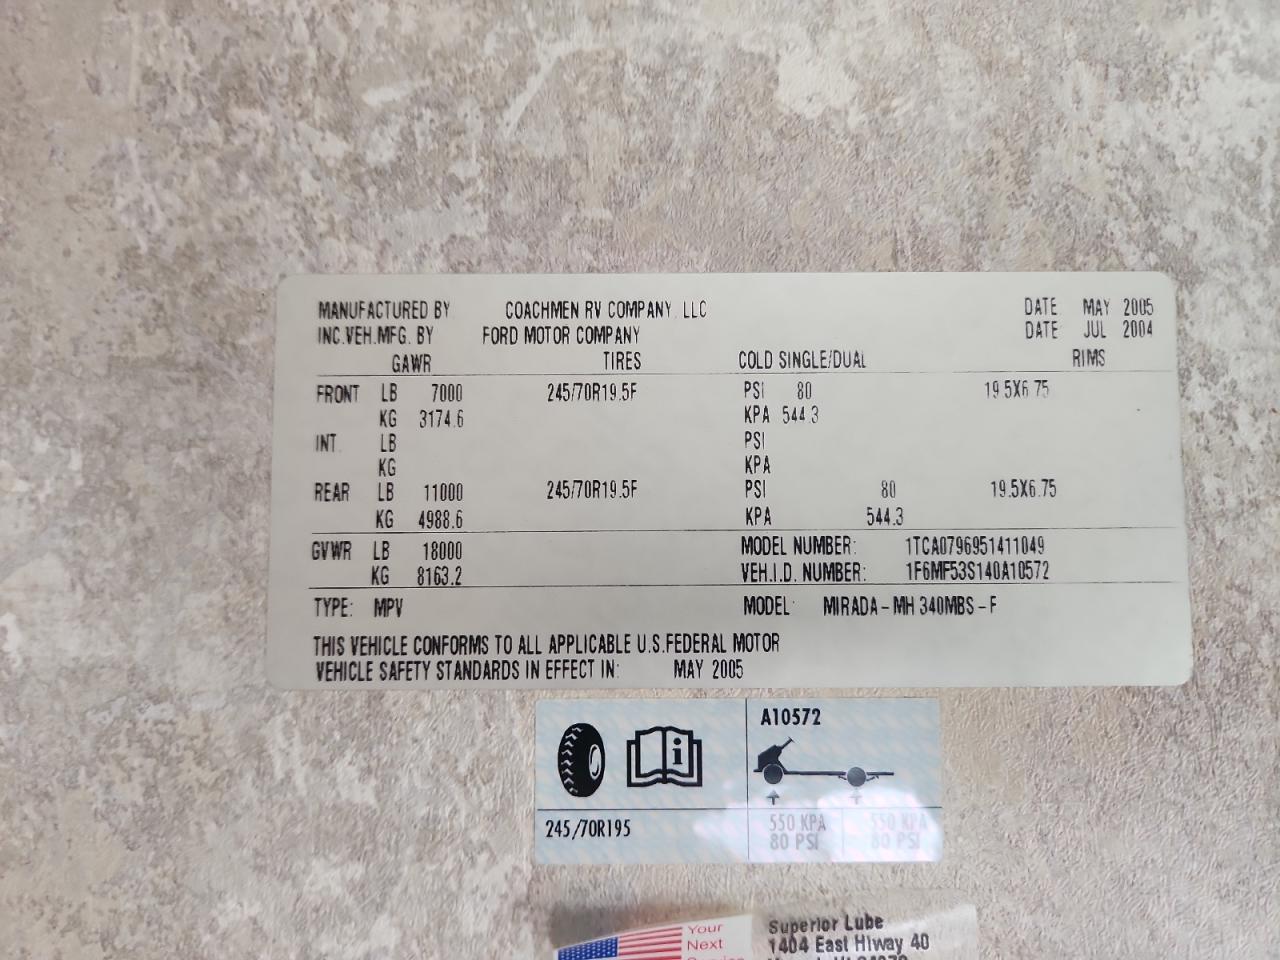 MANUFACTURED BY COACHMEN RV COMPANY, LLC DATE MAY 2005
INC.VEH.MFG. BY FORD MOTOR COMPANY DATE JUL 2004
GAWR TIRES COLD SINGLE/DUAL RIMS
FRONT LB 7000 245/70R19.5F PSI 80 19.5X6.75
KG 3174.6 KPA 544.3
INT. LB PSI
KG KPA
REAR LB 11000 245/70R19.5F PSI 80 19.5X6.75
KG 4988.6 KPA 544.3
GVWR LB 18000 MODEL NUMBER: 1TCA0796951411049
KG 8163.2 VEH.I.D. NUMBER: 1F6MF53S140A10572
TYPE: MPV MODEL: MIRADA-MH 340MBS-F
THIS VEHICLE CONFORMS TO ALL APPLICABLE U.S.FEDERAL MOTOR
VEHICLE SAFETY STANDARDS IN EFFECT IN: MAY 2005
A10572
245/70R195 550 KPA 550 KPA
80 PSI 80 PSI
Your
Next
Superior Lube
1404 East Hiway 40